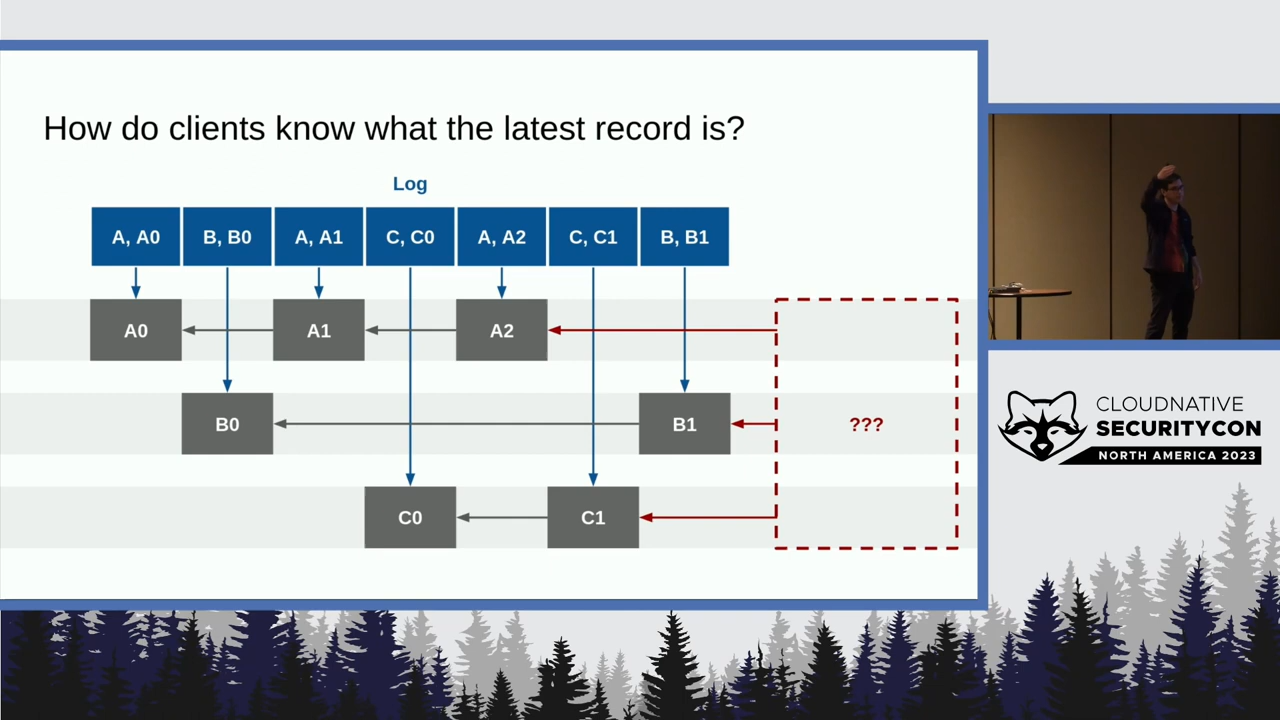 How do clients know what the latest record is?
Log
A, A0
B, B0
A, A1
C, C0
A, A2
C, C1
B, B1
A0
A1
A2
B0
B1
???
C0
C1
CLOUDNATIVE
SECURITYCON
NORTH AMERICA 2023